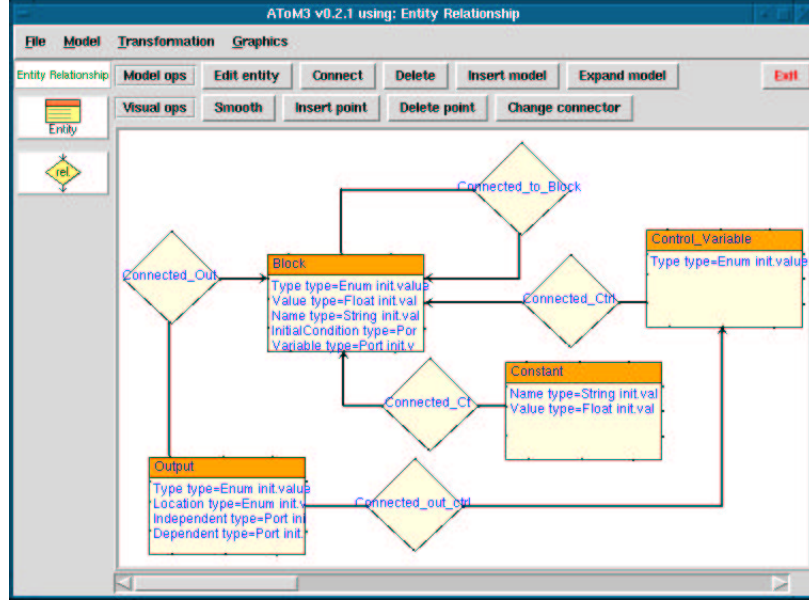 AToM3 v0.2.1 using: Entity Relationship
File Model Transformation Graphics
Entity Relationship Model ops Edit entity Connect Delete Insert model Expand model Exit
Visual ops Smooth Insert point Delete point Change connector
Entity
rel
Connected_to_Block
Control_Variable
Type type=Enum init.value
Connected_Out
Block
Type type=Enum init.value
Value type=Float init.val
Name type=String init.val
InitialCondition type=Por
Variable type=Port init.v
Connected_Ctrl
Constant
Name type=String init.val
Value type=Float init.val
Connected_Ct
Output
Type type=Enum init.value
Location type=Enum init.v
Independent type=Port ini
Dependent type=Port init.
Connected_out_ctrl